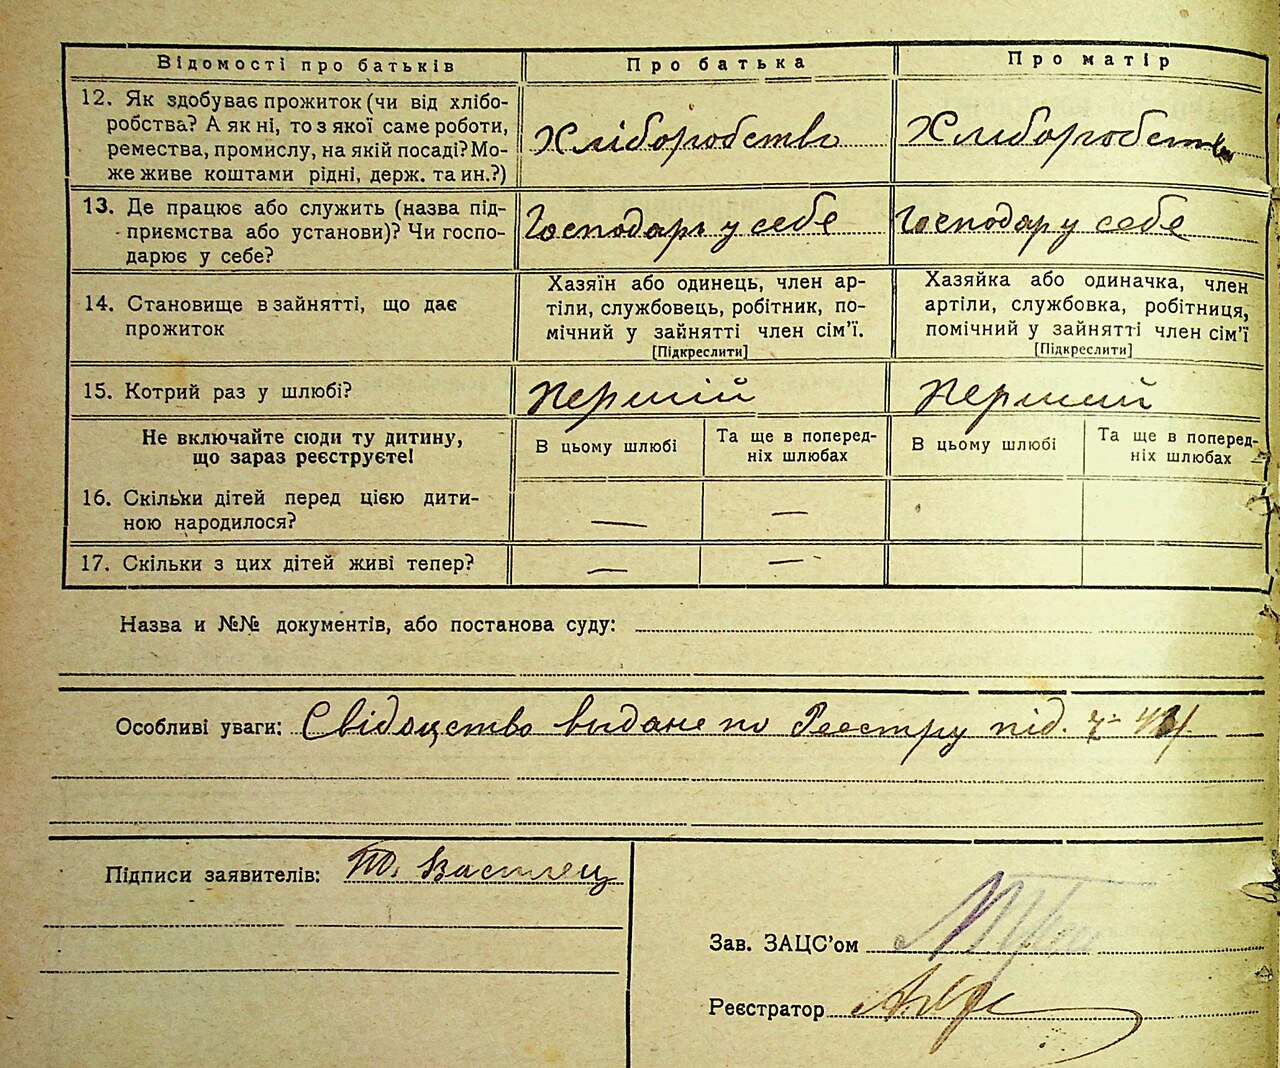 Відомості про батьків Про батька Про матір
12. Як здобуває прожиток (чи від хлібо-
робства? А як ні, то з якої саме роботи,
ремества, промислу, на якій посаді? Мо-
же живе коштами рідні, держ. та ин.?)
Хліборобство Хліборобство
13. Де працює або служить (назва під-
приємства або установи)? Чи госпо-
дарює у себе?
Господарь у себе Господар у себе
14. Становище в зайнятті, що дає
прожиток
Хазяїн або одинець, член ар-
тіли, службовець, робітник, по-
мічний у зайнятті член сім'ї.
[Підкреслити]
Хазяйка або одиначка, член
артіли, службовка, робітниця,
помічний у зайнятті член сім'ї
[Підкреслити]
15. Котрий раз у шлюбі? Першій Першій
Не включайте сюди ту дитину,
що зараз реєструєте!
В цьому шлюбі
Та ще в поперед-
ніх шлюбах
В цьому шлюбі
Та ще в поперед-
ніх шлюбах
16. Скільки дітей перед цією дити-
ною народилося? — —
17. Скільки з цих дітей живі тепер? — —
Назва и №№ документів, або постанова суду:
Особливі уваги: Свідоцтво выдане по Реестру під.
Підписи заявителів:
Зав. ЗАЦС'ом
Реєстратор